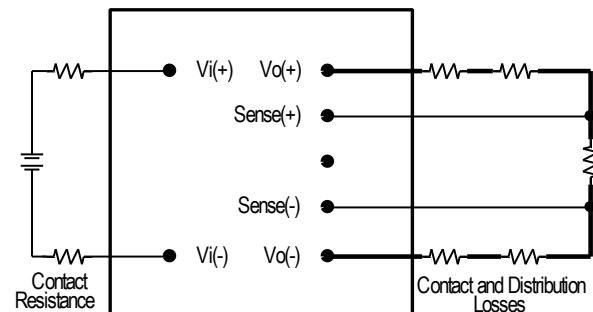 Vi(+) Vo(+)
Sense(+)
Sense(-)
Vi(-) Vo(-)
Contact
Resistance
Contact and Distribution
Losses